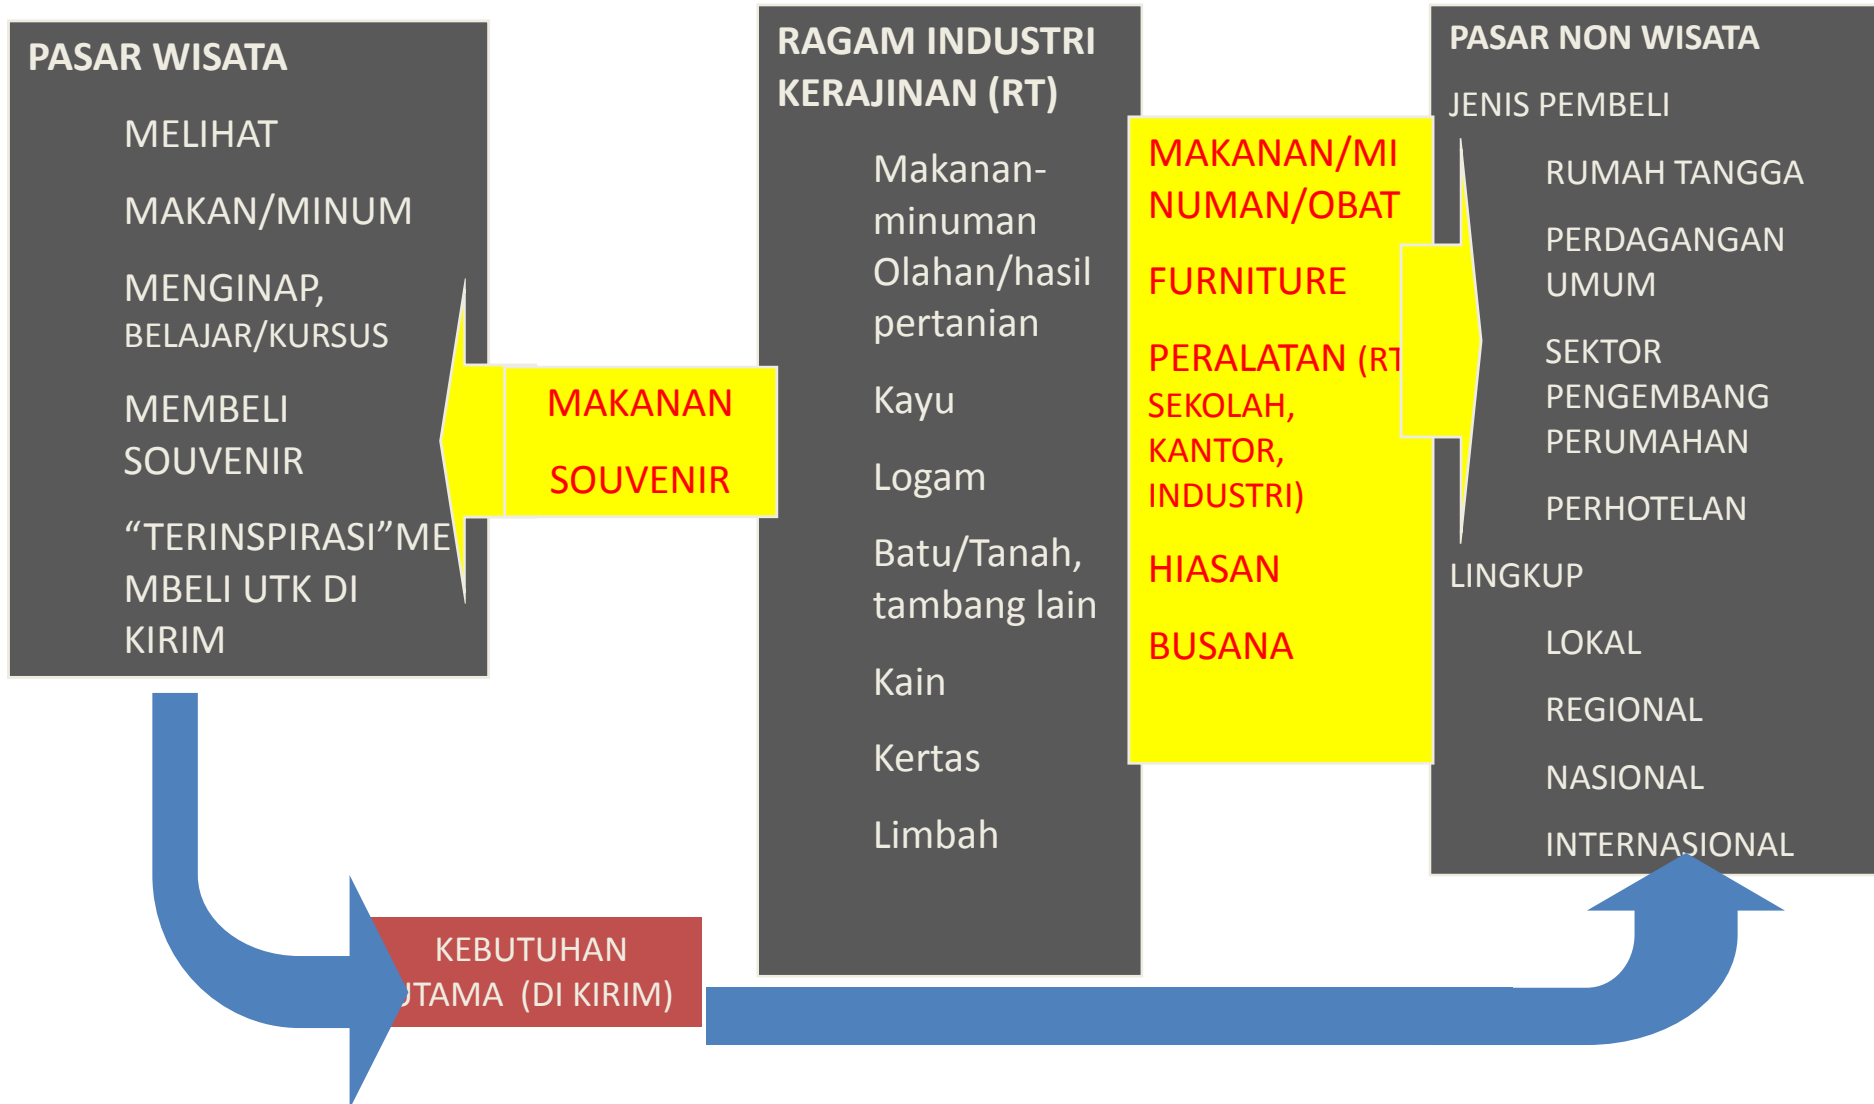 PASAR WISATA
MELIHAT
MAKAN/MINUM
MENGINAP,
BELAJAR/KURSUS
MEMBELI
SOUVENIR
“TERINSPIRASI”ME
MBELI UTK DI
KIRIM
MAKANAN
SOUVENIR
RAGAM INDUSTRI
KERAJINAN (RT)
Makanan-
minuman
Olahan/hasil
pertanian
Kayu
Logam
Batu/Tanah,
tambang lain
Kain
Kertas
Limbah
MAKANAN/MI
NUMAN/OBAT
FURNITURE
PERALATAN (RT
SEKOLAH,
KANTOR,
INDUSTRI)
HIASAN
BUSANA
PASAR NON WISATA
JENIS PEMBELI
RUMAH TANGGA
PERDAGANGAN
UMUM
SEKTOR
PENGEMBANG
PERUMAHAN
PERHOTELAN
LINGKUP
LOKAL
REGIONAL
NASIONAL
INTERNASIONAL
KEBUTUHAN
UTAMA (DI KIRIM)